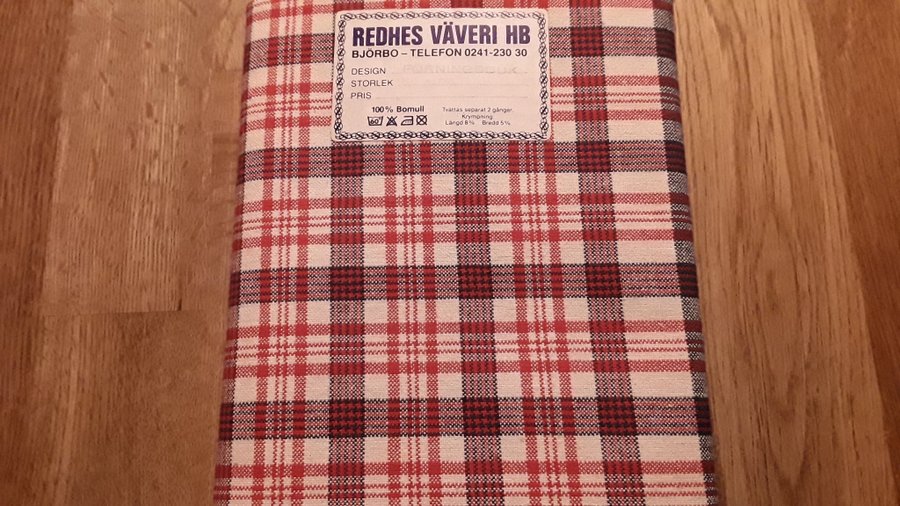 REDHES VÄVERI HB
BJÖRBO – TELEFON 0241-230 30
DESIGN
STORLEK
PRIS
100% Bomull
Tvättas separat 2 gånger.
Krympning
Längd 8% Bredd 5%
60